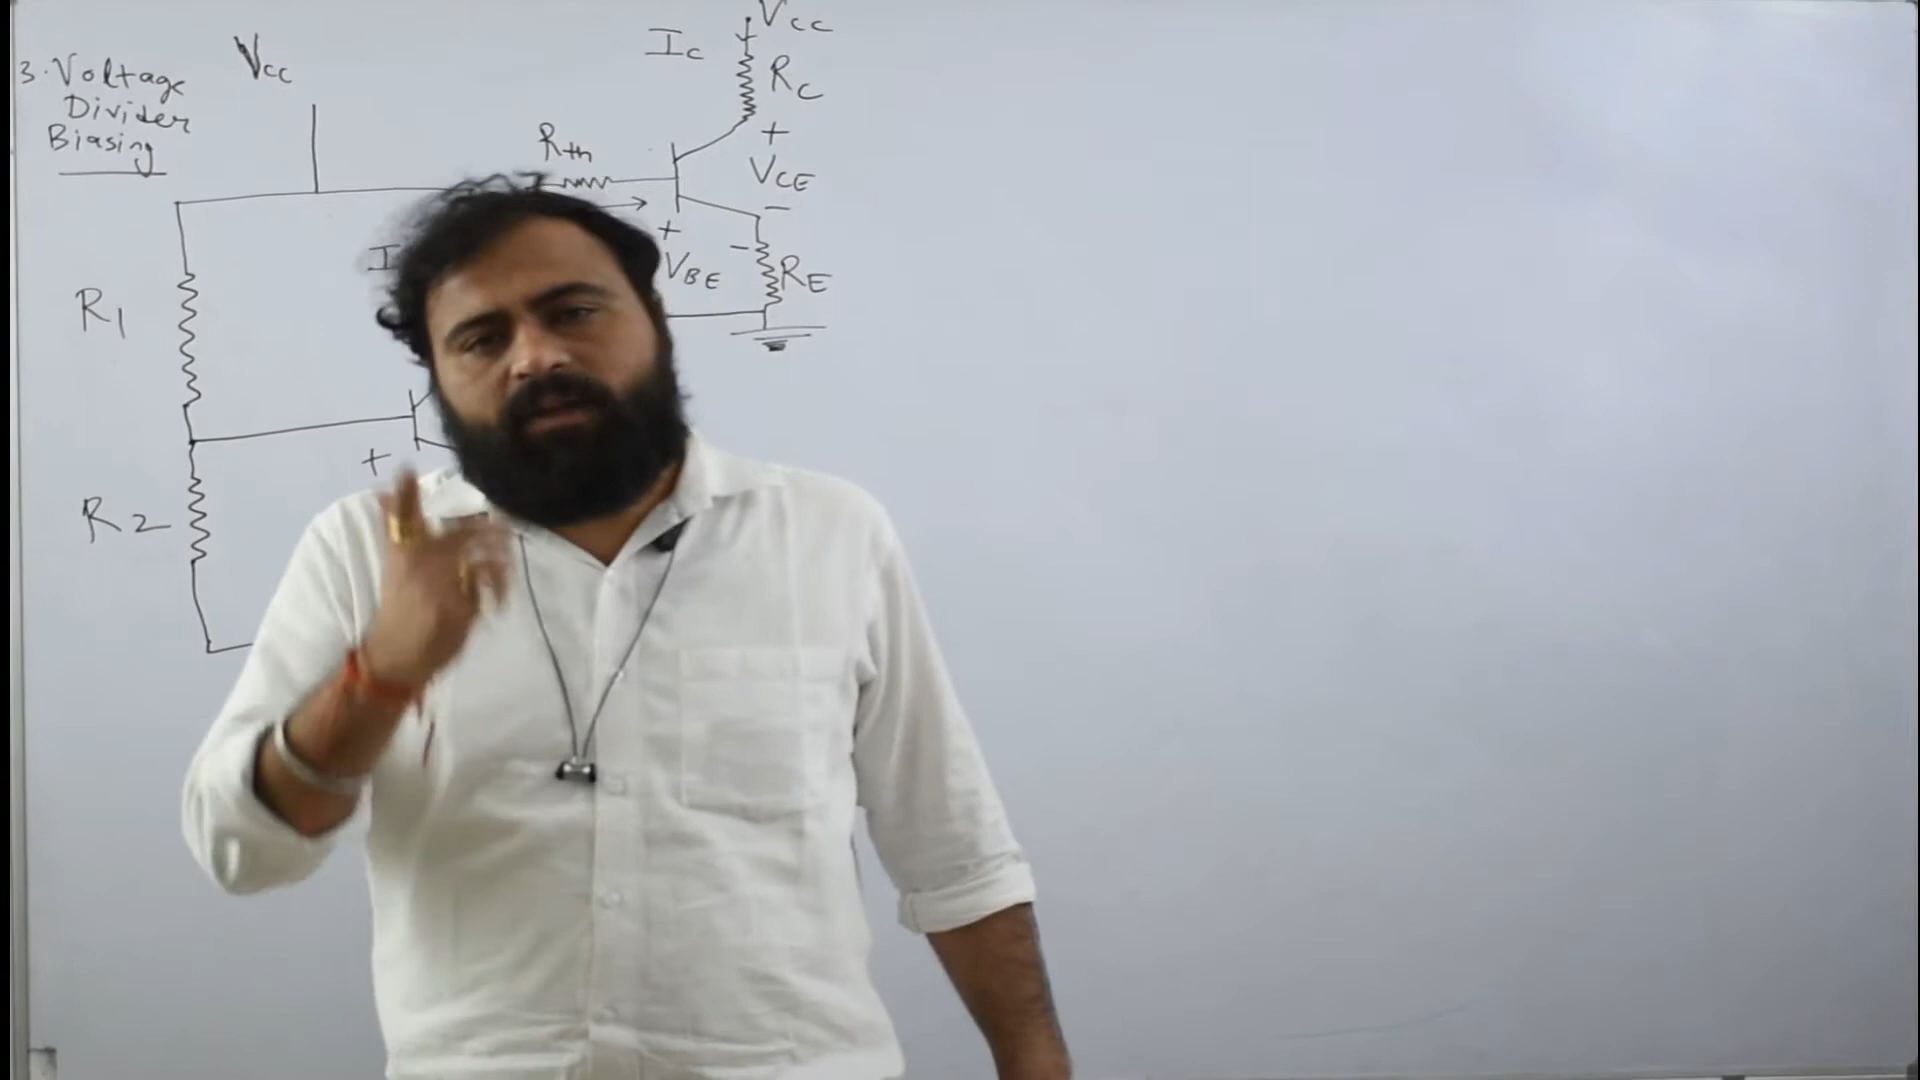 3. Voltage
Divider
Biasing
Vcc
Ic
Vcc
Rc
Rth
+
VCE
-
I
+
VBE
-
RE
R1
+
R2